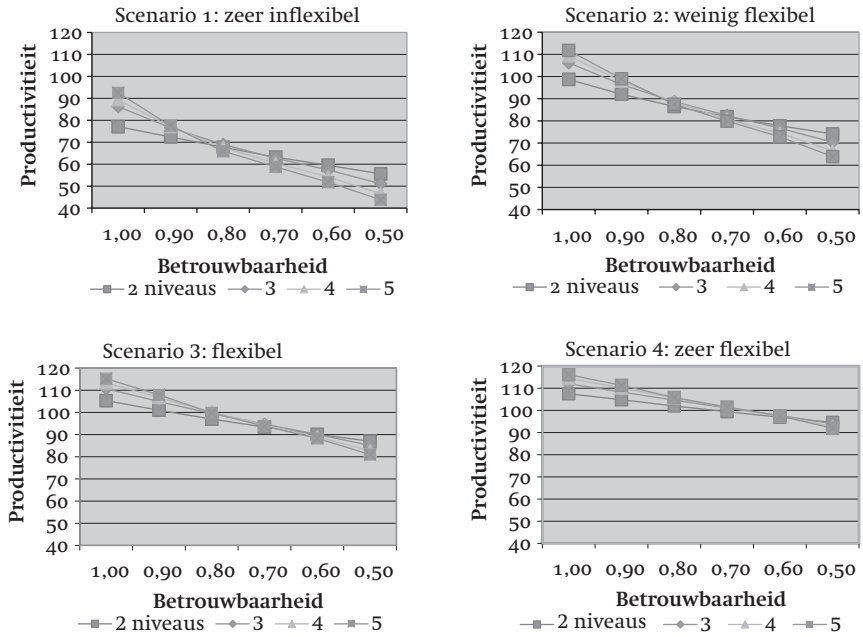 Scenario 1: zeer inflexibel
Productivitieit
120
110
100
90
80
70
60
50
40
1,00 0,90 0,80 0,70 0,60 0,50
Betrouwbaarheid
2 niveaus 3 4 5
Scenario 2: weinig flexibel
Productivitieit
120
110
100
90
80
70
60
50
40
1,00 0,90 0,80 0,70 0,60 0,50
Betrouwbaarheid
2 niveaus 3 4 5
Scenario 3: flexibel
Productivitieit
120
110
100
90
80
70
60
50
40
1,00 0,90 0,80 0,70 0,60 0,50
Betrouwbaarheid
2 niveaus 3 4 5
Scenario 4: zeer flexibel
Productivitieit
120
110
100
90
80
70
60
50
40
1,00 0,90 0,80 0,70 0,60 0,50
Betrouwbaarheid
2 niveaus 3 4 5